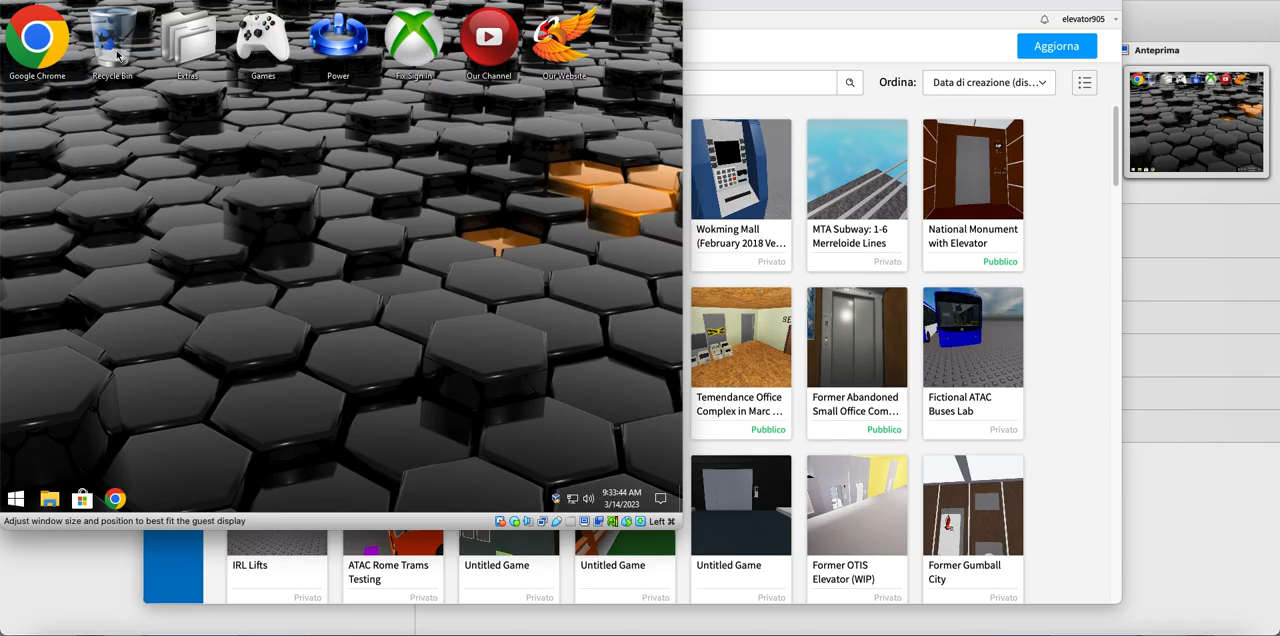 Google Chrome
Recycle Bin
Extras
Games
Power
Fix Sign In
Our Channel
Our Website
elevator905
Aggiorna
Ordina:
Data di creazione (dis...
Anteprima
Wokming Mall
(February 2018 Ve...
Privato
MTA Subway: 1-6
Merreloide Lines
Privato
National Monument
with Elevator
Pubblico
Temendance Office
Complex in Marc ...
Pubblico
Former Abandoned
Small Office Com...
Pubblico
Fictional ATAC
Buses Lab
Privato
9:33:44 AM
3/14/2023
Adjust window size and position to best fit the guest display
Left ⌘
IRL Lifts
Privato
ATAC Rome Trams
Testing
Privato
Untitled Game
Privato
Untitled Game
Privato
Untitled Game
Privato
Former OTIS
Elevator (WIP)
Privato
Former Gumball
City
Privato